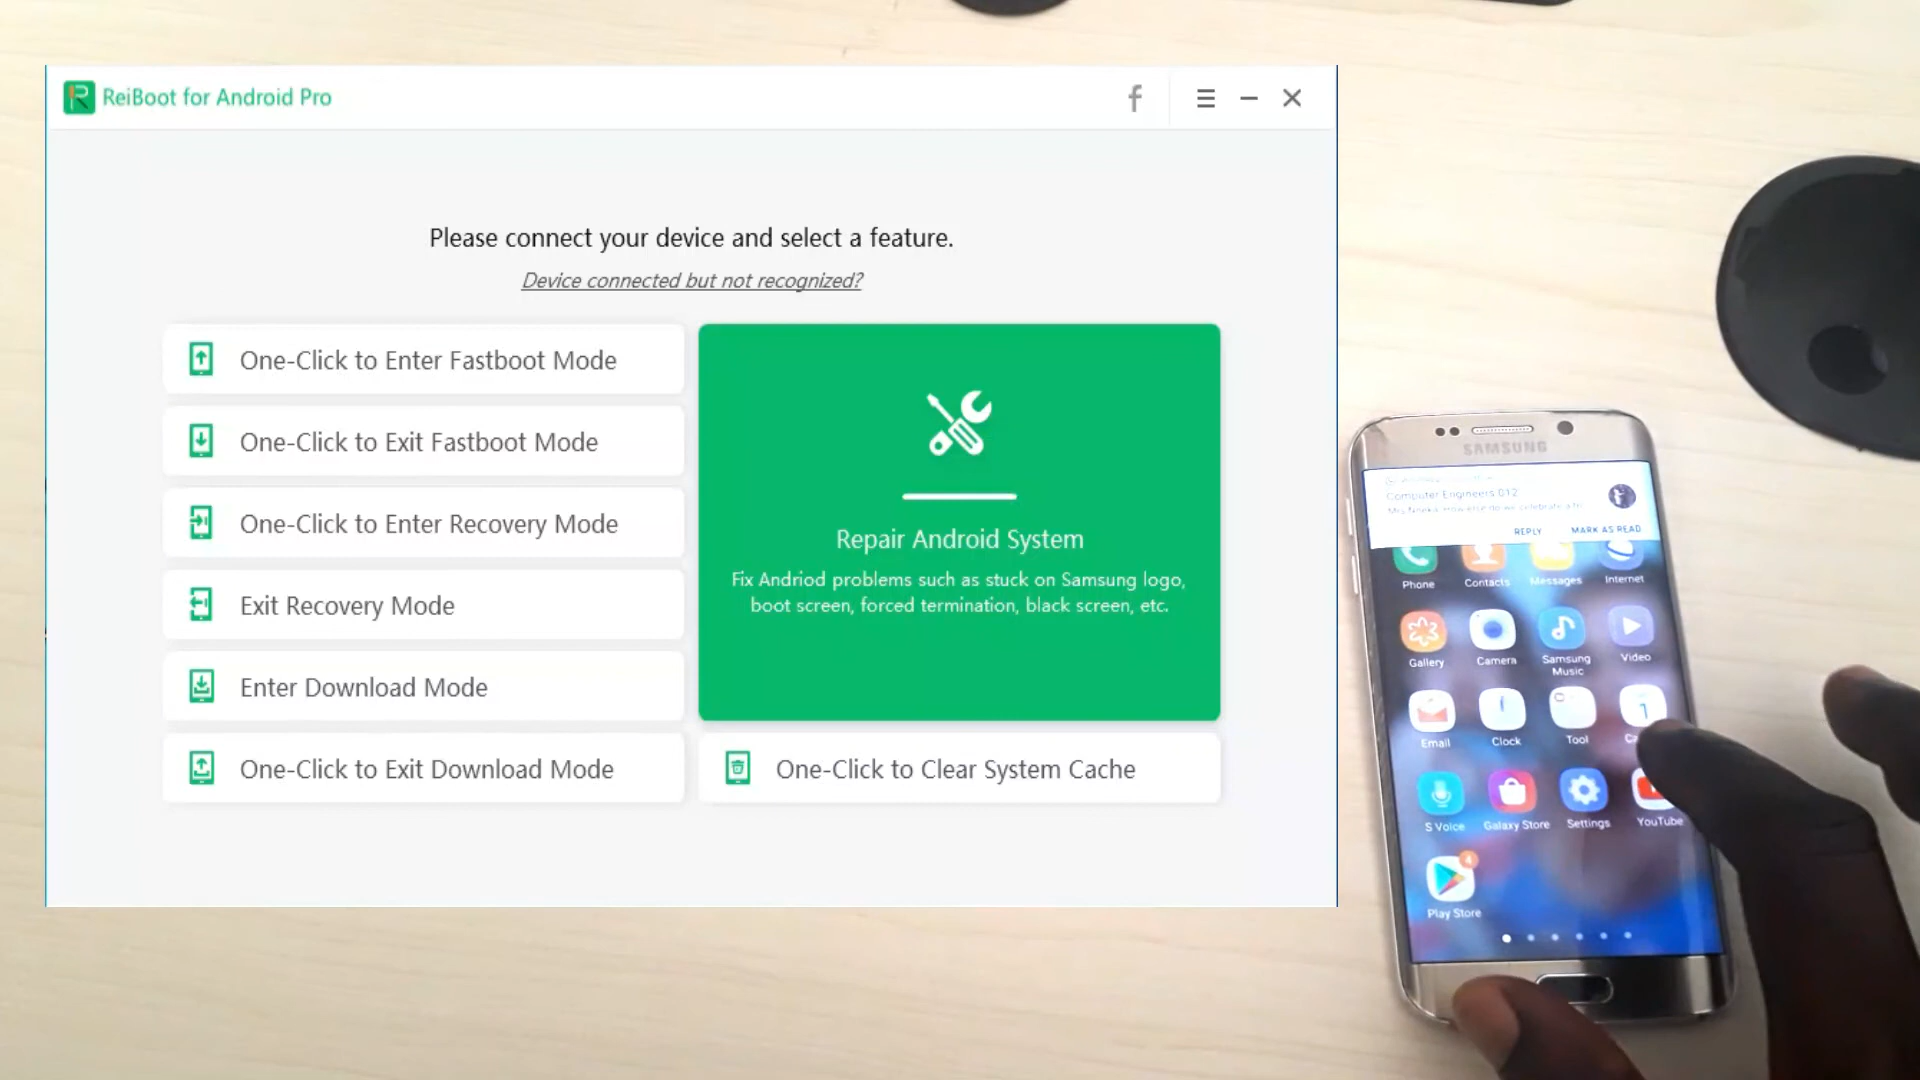 ReiBoot for Android Pro
Please connect your device and select a feature.
Device connected but not recognized?
One-Click to Enter Fastboot Mode
One-Click to Exit Fastboot Mode
One-Click to Enter Recovery Mode
Exit Recovery Mode
Enter Download Mode
One-Click to Exit Download Mode
Repair Android System
Fix Andriod problems such as stuck on Samsung logo,
boot screen, forced termination, black screen, etc.
One-Click to Clear System Cache
SAMSUNG
Computer Engineers 012
REPLY MARK AS READ
Phone Contacts Messages Internet
Gallery Camera Samsung Music Video
1
Email Clock Tool
S Voice Galaxy Store Settings YouTube
4
Play Store